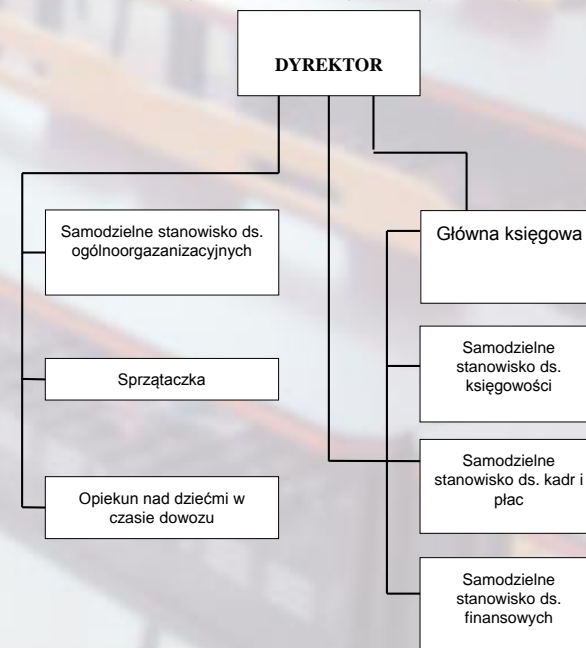 DYREKTOR
Samodzielne stanowisko ds.
ogólnoorgazanizacyjnych
Sprzątaczka
Opiekun nad dziećmi w
czasie dowozu
Główna księgowa
Samodzielne
stanowisko ds.
księgowości
Samodzielne
stanowisko ds. kadr i
płac
Samodzielne
stanowisko ds.
finansowych